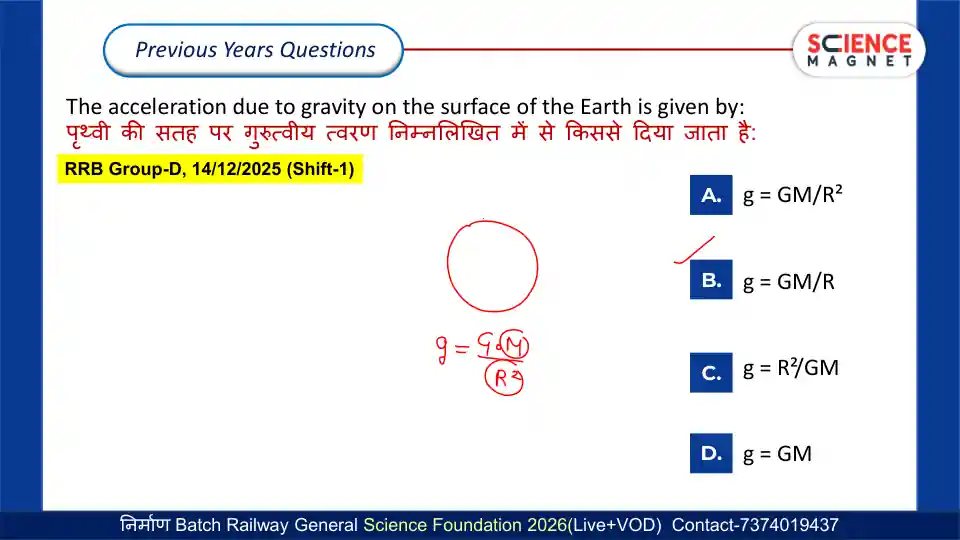 Previous Years Questions
SCIENCE
MAGNET
The acceleration due to gravity on the surface of the Earth is given by:
पृथ्वी की सतह पर गुरुत्वीय त्वरण निम्नलिखित में से किससे दिया जाता है:
RRB Group-D, 14/12/2025 (Shift-1)
A. g = GM/R²
B. g = GM/R
g = G.M
R²
C. g = R²/GM
D. g = GM
निर्माण Batch Railway General Science Foundation 2026(Live+VOD) Contact-7374019437